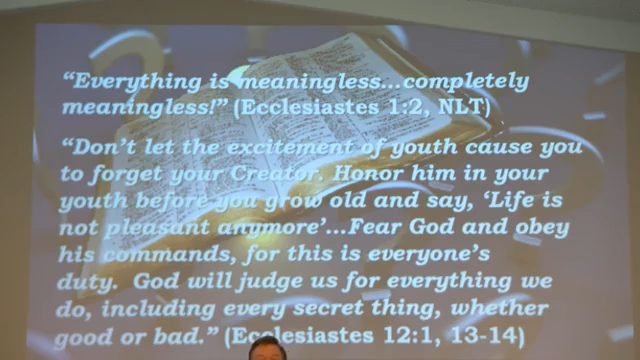 “Everything is meaningless...completely
meaningless!” (Ecclesiastes 1:2, NLT)
“Don’t let the excitement of youth cause you
to forget your Creator. Honor him in your
youth before you grow old and say, ‘Life is
not pleasant anymore’...Fear God and obey
his commands, for this is everyone’s
duty. God will judge us for everything we
do, including every secret thing, whether
good or bad.” (Ecclesiastes 12:1, 13-14)